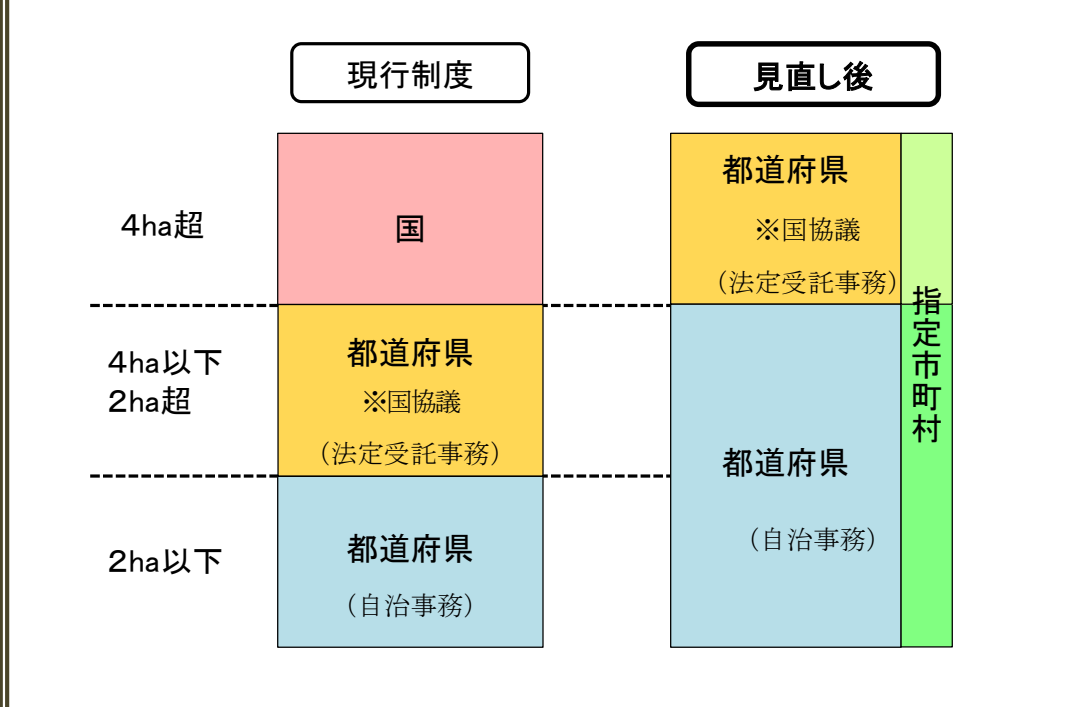 現行制度
見直し後
4ha超
国
都道府県
※国協議
（法定受託事務）
4ha以下
2ha超
都道府県
※国協議
（法定受託事務）
2ha以下
都道府県
（自治事務）
都道府県
（自治事務）
指定市町村